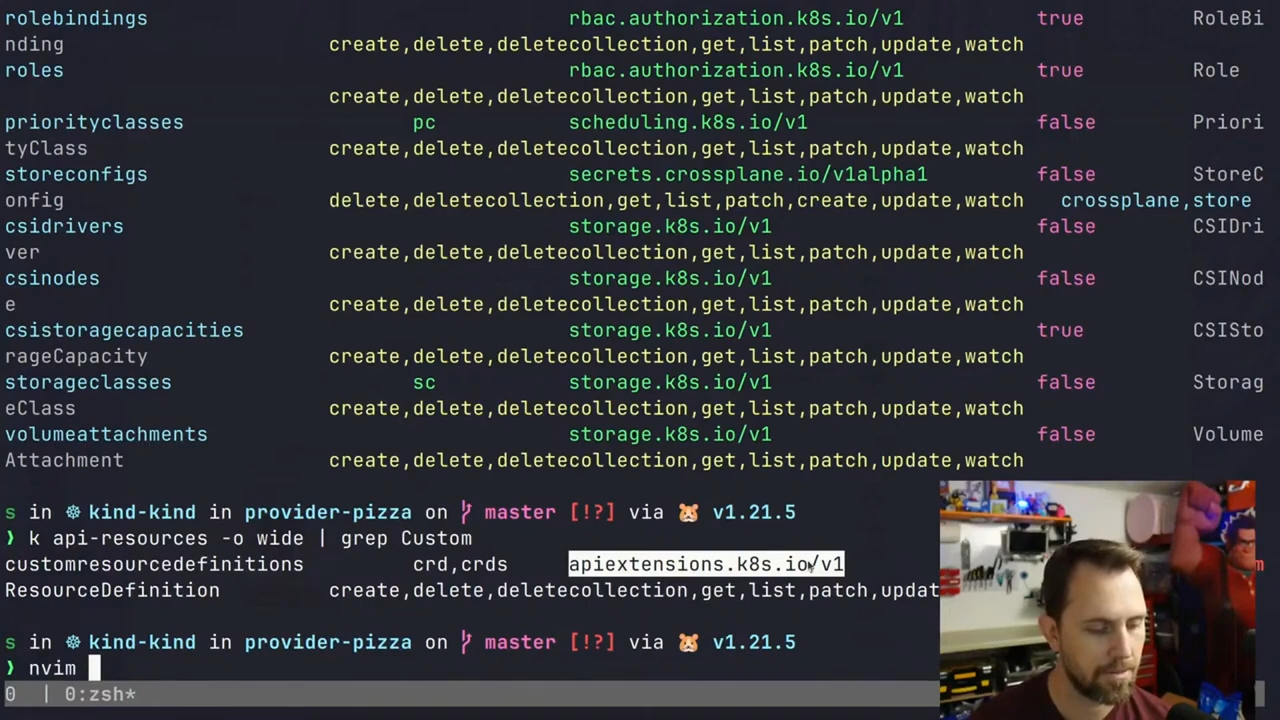 rolebindings rbac.authorization.k8s.io/v1 true RoleBi
nding create,delete,deletecollection,get,list,patch,update,watch
roles rbac.authorization.k8s.io/v1 true Role
create,delete,deletecollection,get,list,patch,update,watch
priorityclasses pc scheduling.k8s.io/v1 false Priori
tyClass create,delete,deletecollection,get,list,patch,update,watch
storeconfigs secrets.crossplane.io/v1alpha1 false StoreC
onfig delete,deletecollection,get,list,patch,create,update,watch crossplane,store
csidrivers storage.k8s.io/v1 false CSIDri
ver create,delete,deletecollection,get,list,patch,update,watch
csinodes storage.k8s.io/v1 false CSINod
e create,delete,deletecollection,get,list,patch,update,watch
csistoragecapacities storage.k8s.io/v1 true CSISto
rageCapacity create,delete,deletecollection,get,list,patch,update,watch
storageclasses sc storage.k8s.io/v1 false Storag
eClass create,delete,deletecollection,get,list,patch,update,watch
volumeattachments storage.k8s.io/v1 false Volume
Attachment create,delete,deletecollection,get,list,patch,update,watch
s in ☸ kind-kind in provider-pizza on master [!?] via 🐹 v1.21.5
❯ k api-resources -o wide | grep Custom
customresourcedefinitions crd,crds apiextensions.k8s.io/v1 m
ResourceDefinition create,delete,deletecollection,get,list,patch,updat
s in ☸ kind-kind in provider-pizza on master [!?] via 🐹 v1.21.5
❯ nvim
0 | 0:zsh*